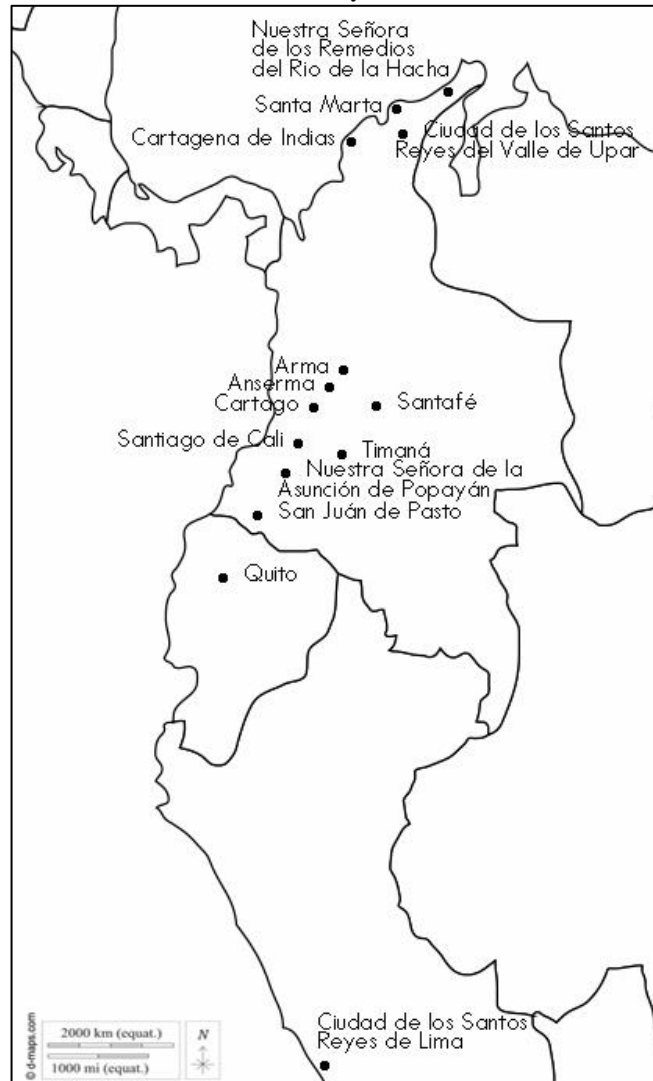 Nuestra Señora
de los Remedios
del Rio de la Hacha
Santa Marta
Cartagena de Indias
Ciudad de los Santos
Reyes del Valle de Upar
Arma
Anserma
Cartago
Santafé
Santiago de Cali
Timaná
Nuestra Señora de la
Asunción de Popayán
San Juán de Pasto
Quito
Ciudad de los Santos
Reyes de Lima
© d-maps.com
2000 km (equat.)
1000 mi (equat.)
N